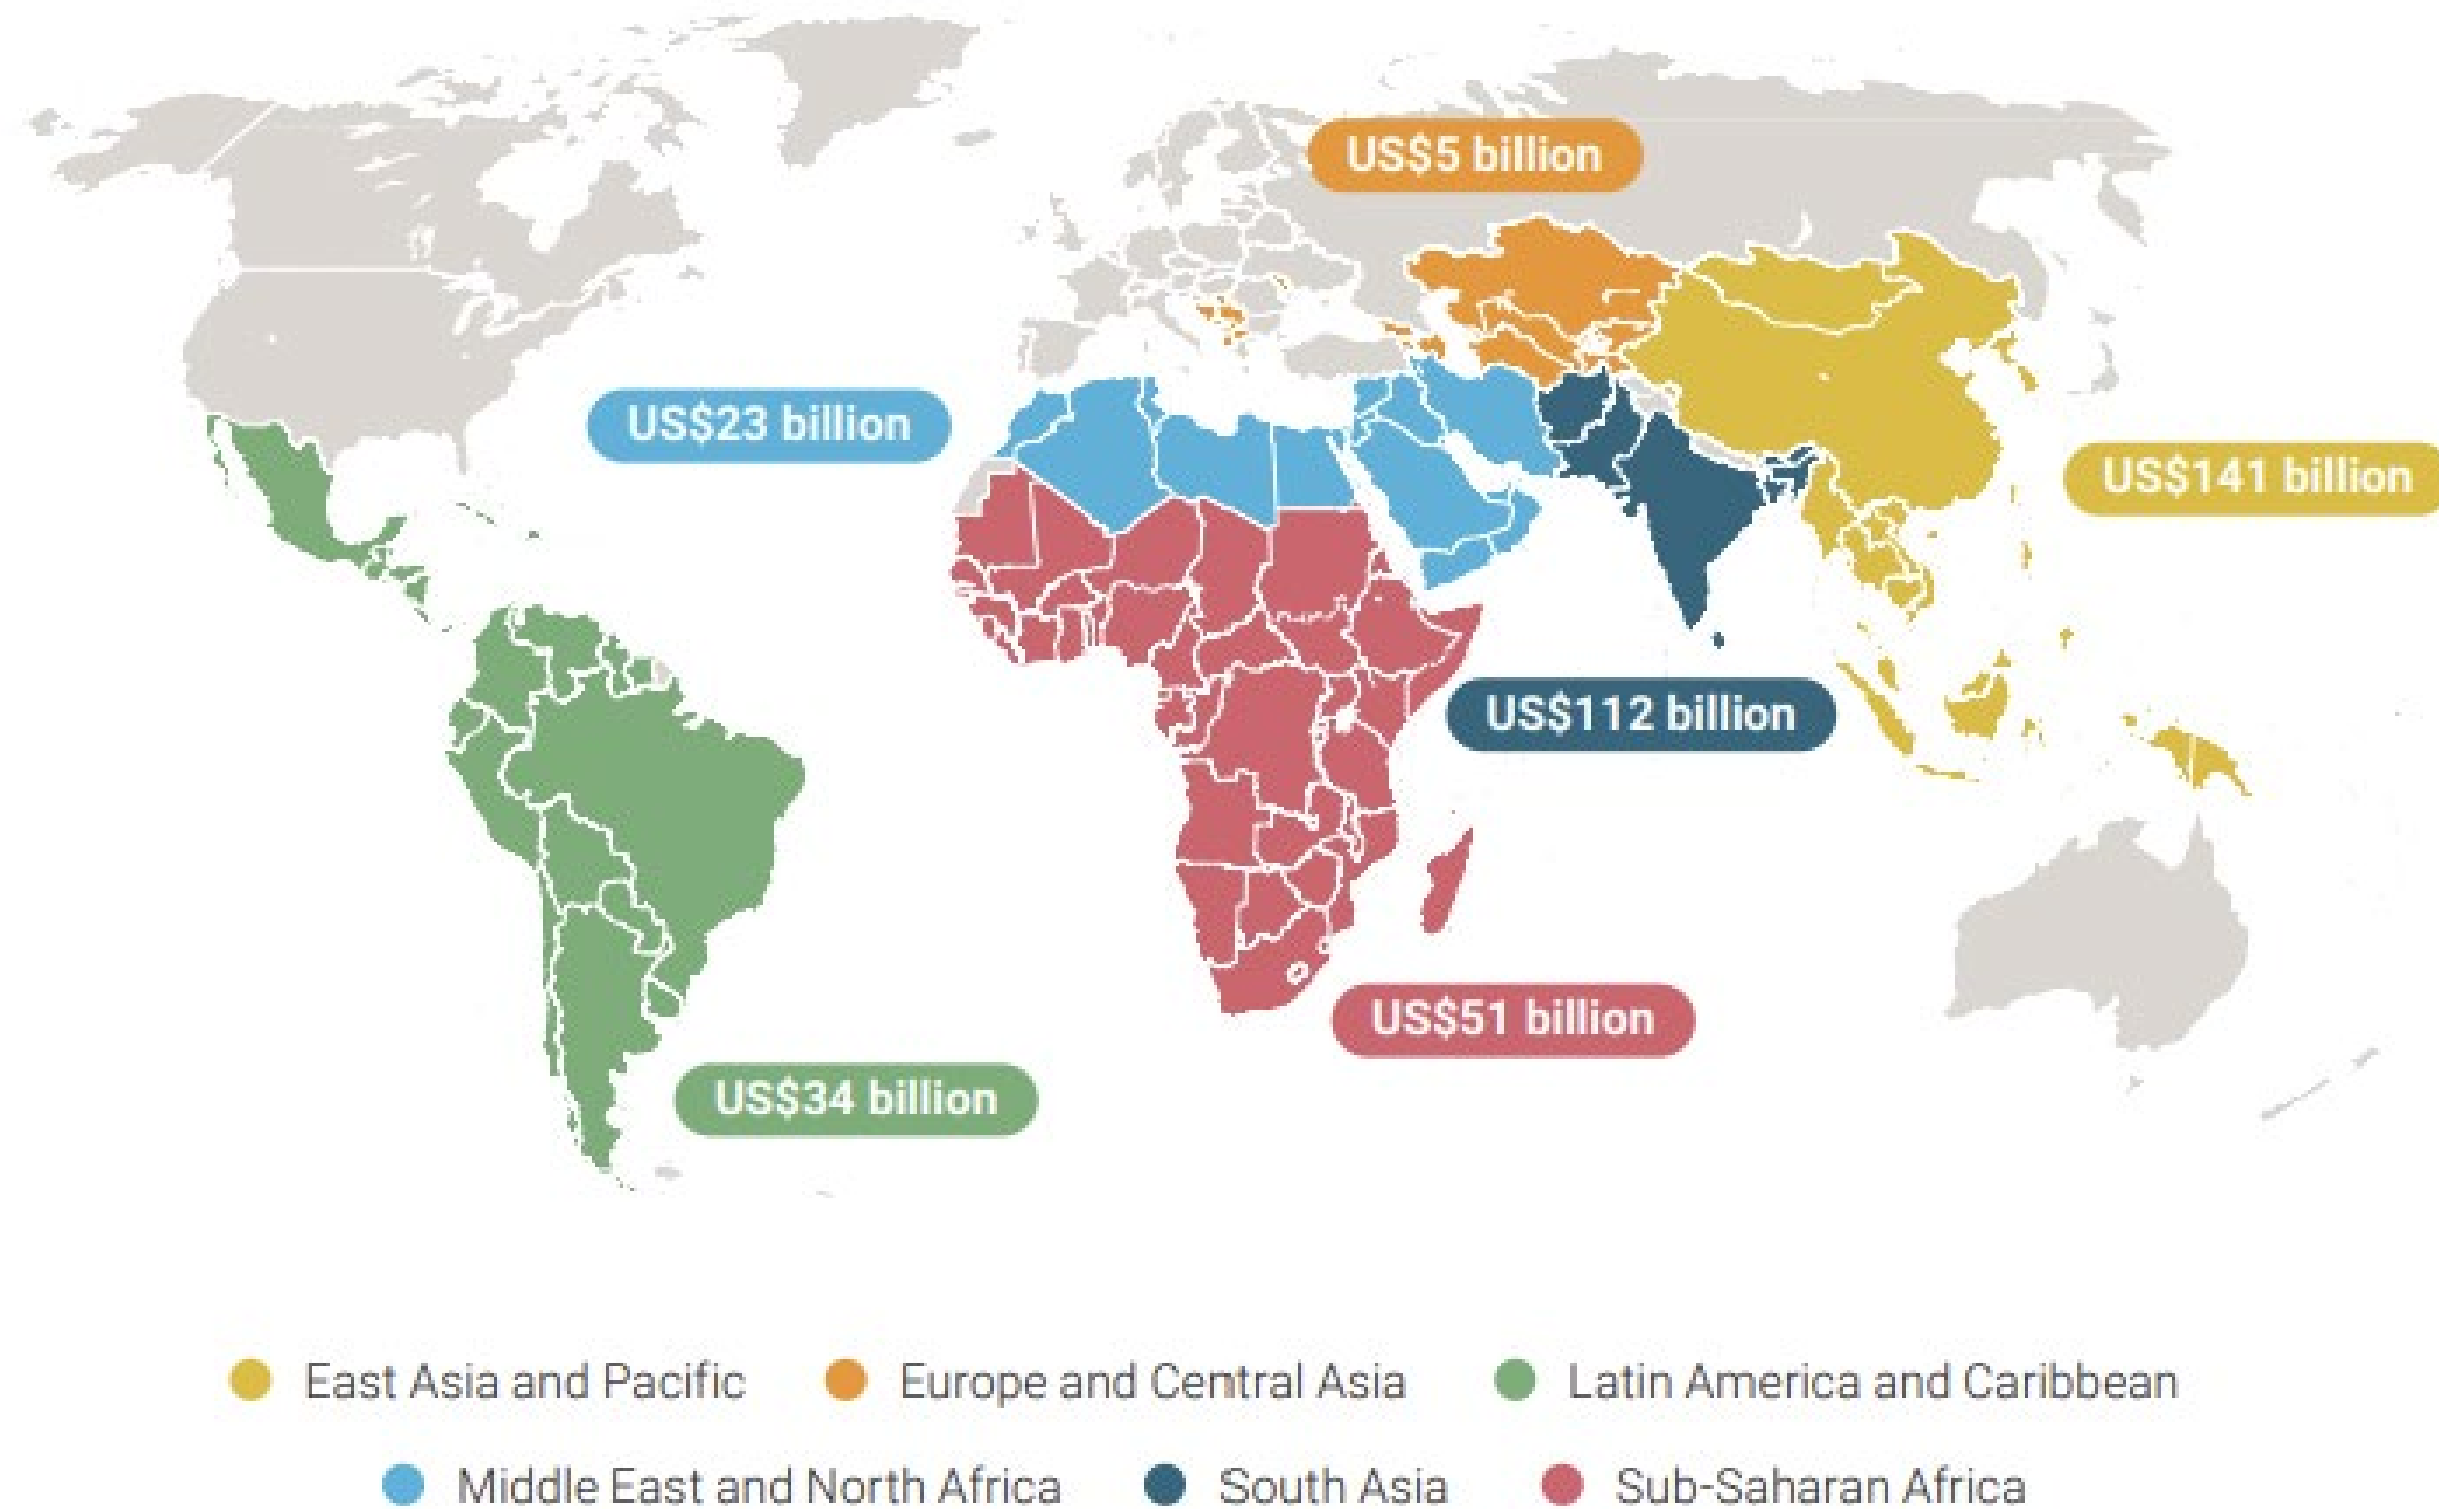 US$5 billion
US$23 billion
US$141 billion
US$112 billion
US$51 billion
US$34 billion
East Asia and Pacific
Europe and Central Asia
Latin America and Caribbean
Middle East and North Africa
South Asia
Sub-Saharan Africa